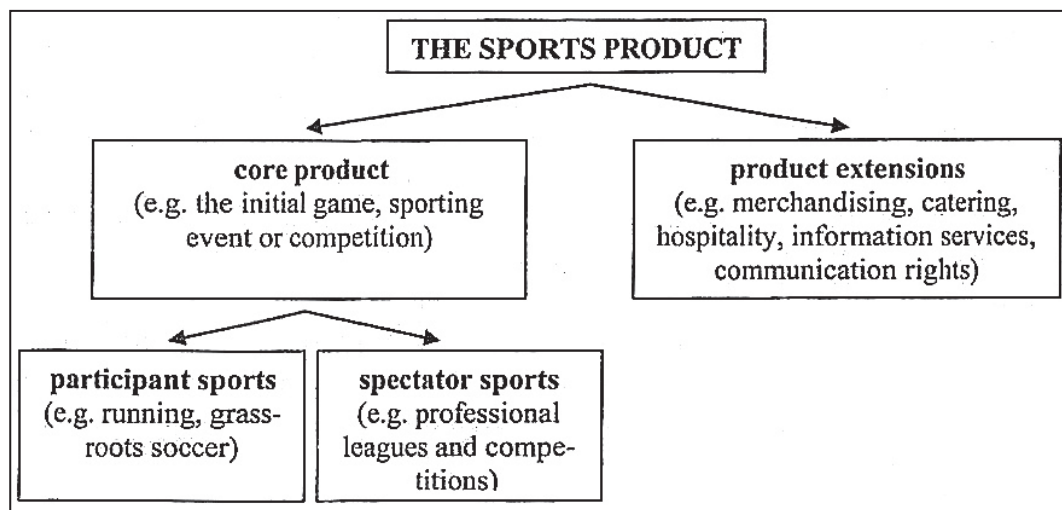 THE SPORTS PRODUCT
core product
(e.g. the initial game, sporting
event or competition)
product extensions
(e.g. merchandising, catering,
hospitality, information services,
communication rights)
participant sports
(e.g. running, grass-
roots soccer)
spectator sports
(e.g. professional
leagues and compe-
titions)